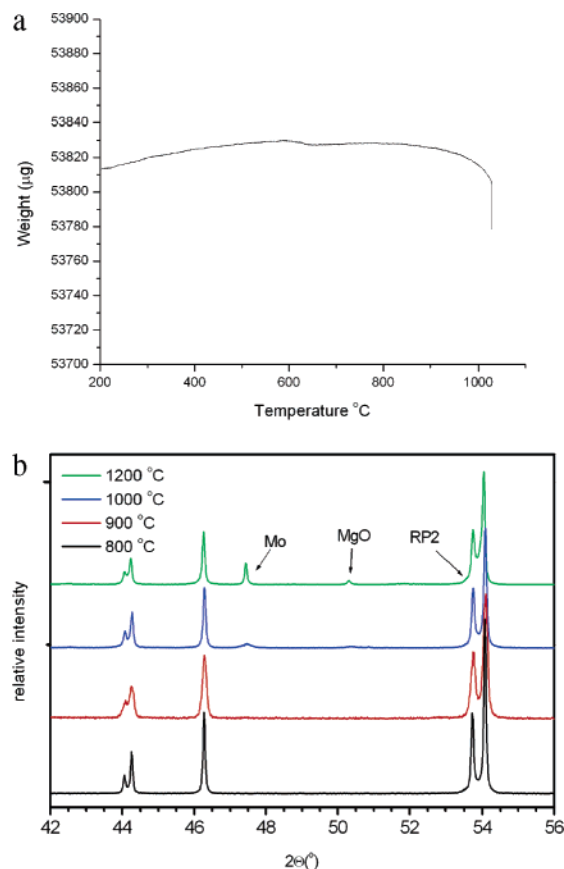 a
53900
53880
53860
53840
53820
53800
53780
53760
53740
53720
53700
Weight (μg)
200 400 600 800 1000
Temperature °C
b
1200 °C
1000 °C
900 °C
800 °C
Mo
MgO
RP2
relative intensity
42 44 46 48 50 52 54 56
2Θ(°)